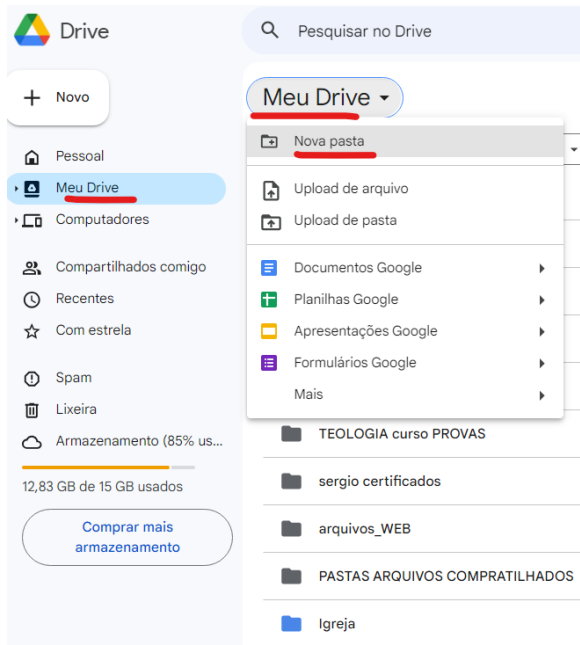 Drive
Pesquisar no Drive
Novo
Pessoal
Meu Drive
Computadores
Compartilhados comigo
Recentes
Com estrela
Spam
Lixeira
Armazenamento (85% us...
12,83 GB de 15 GB usados
Comprar mais
armazenamento
Meu Drive
Nova pasta
Upload de arquivo
Upload de pasta
Documentos Google
Planilhas Google
Apresentações Google
Formulários Google
Mais
TEOLOGIA curso PROVAS
sergio certificados
arquivos_WEB
PASTAS ARQUIVOS COMPRATILHADOS
Igreja